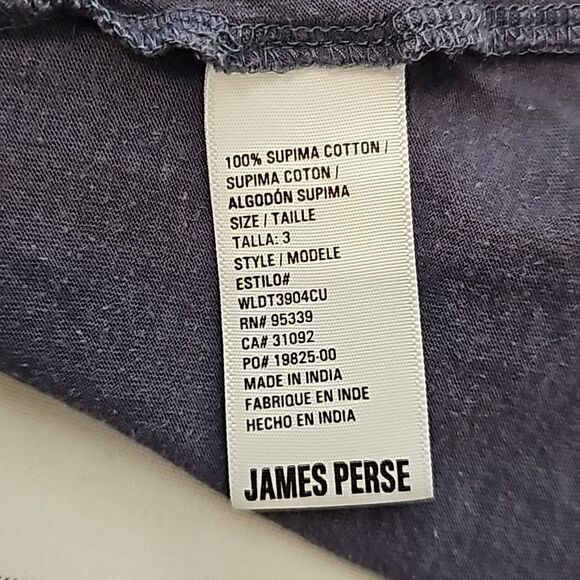 100% SUPIMA COTTON /
SUPIMA COTON /
ALGODÓN SUPIMA
SIZE / TAILLE
TALLA: 3
STYLE / MODELE
ESTILO#
WLDT3904CU
RN# 95339
CA# 31092
PO# 19825-00
MADE IN INDIA
FABRIQUE EN INDE
HECHO EN INDIA
JAMES PERSE